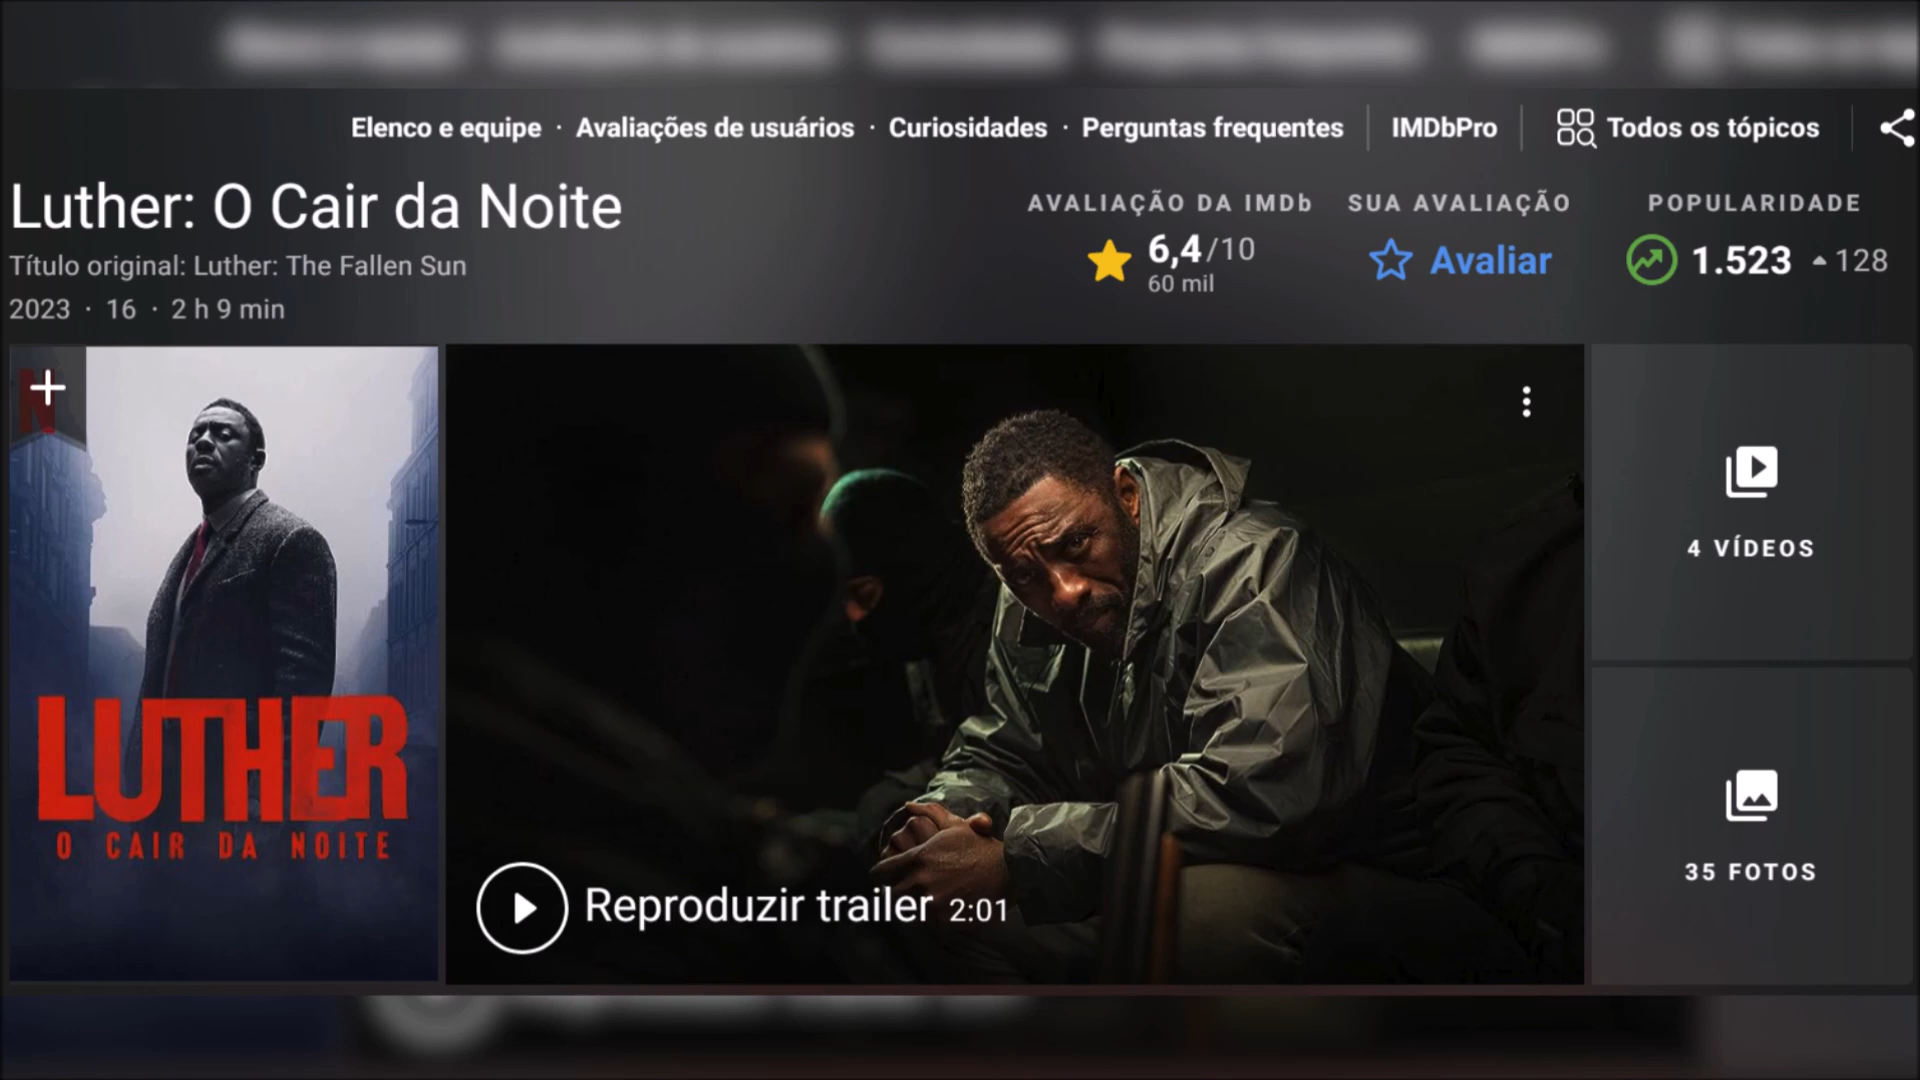 Elenco e equipe · Avaliações de usuários · Curiosidades · Perguntas frequentes IMDbPro Todos os tópicos
Luther: O Cair da Noite
Título original: Luther: The Fallen Sun
2023 · 16 · 2 h 9 min
AVALIAÇÃO DA IMDb
6,4/10
60 mil
SUA AVALIAÇÃO
Avaliar
POPULARIDADE
1.523 128
N
LUTHER
O CAIR DA NOITE
Reproduzir trailer 2:01
4 VÍDEOS
35 FOTOS